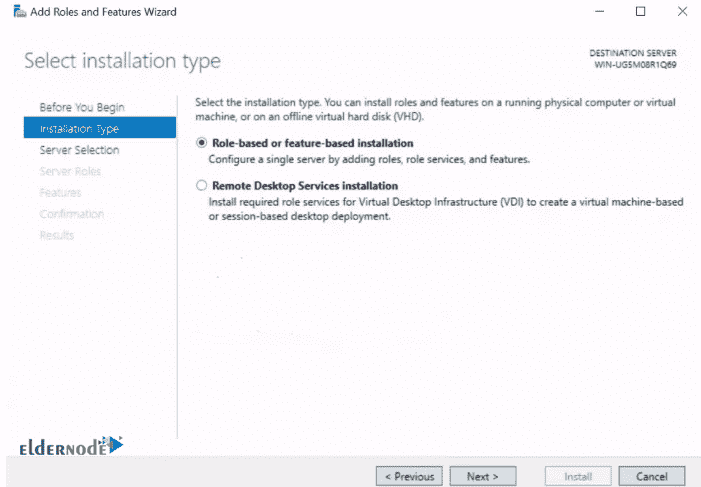 Add Roles and Features Wizard
Select installation type
DESTINATION SERVER
WIN-UG5M08R1Q69
Before You Begin
Installation Type
Server Selection
Server Roles
Features
Confirmation
Results
Select the installation type. You can install roles and features on a running physical computer or virtual
machine, or on an offline virtual hard disk (VHD).
Role-based or feature-based installation
Configure a single server by adding roles, role services, and features.
Remote Desktop Services installation
Install required role services for Virtual Desktop Infrastructure (VDI) to create a virtual machine-based
or session-based desktop deployment.
ELDERNODE
< Previous
Next >
Install
Cancel